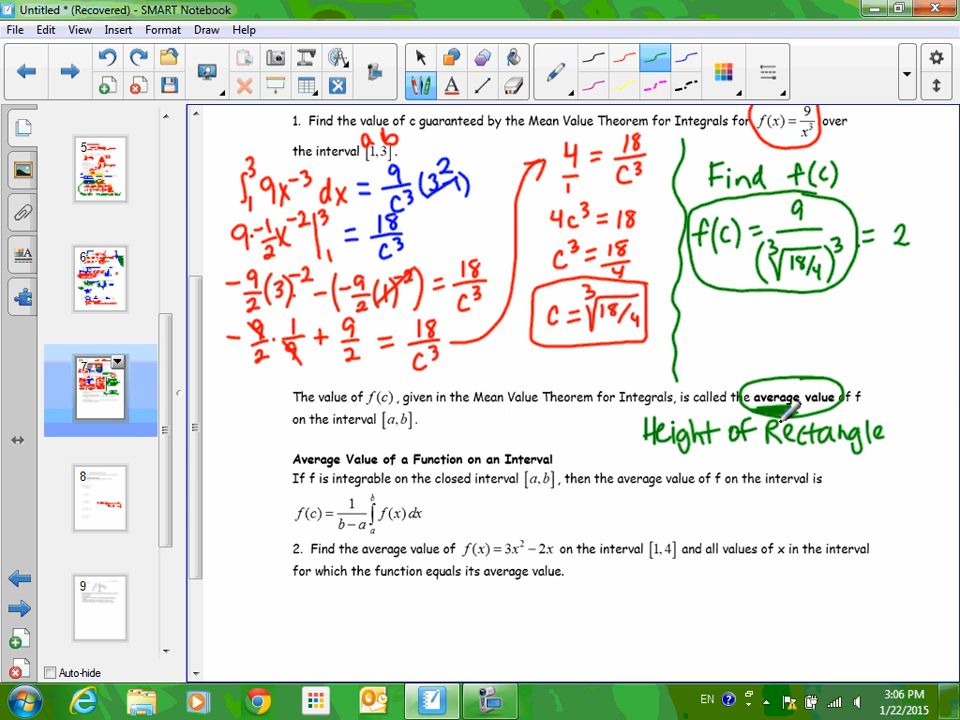 Untitled * (Recovered) - SMART Notebook
File Edit View Insert Format Draw Help
5
6
7
8
9
Auto-hide
1. Find the value of c guaranteed by the Mean Value Theorem for Integrals for f(x) = 9/x³ over
the interval [1,3].
a b
∫₁³ 9x⁻³ dx = 9/c³ (3-1) 2
9·-1/2 x⁻² |₁³ = 18/c³
-9/2(3)⁻² - (-9/2(1)⁻²) = 18/c³
-9/2 · 1/9 + 9/2 = 18/c³
4/1 = 18/c³
4c³ = 18
c³ = 18/4
c = ∛18/4
Find f(c)
f(c) = 9/(∛18/4)³ = 2
The value of f(c), given in the Mean Value Theorem for Integrals, is called the average value of f
on the interval [a,b].
Height of Rectangle
Average Value of a Function on an Interval
If f is integrable on the closed interval [a,b], then the average value of f on the interval is
f(c) = 1/(b-a) ∫ₐᵇ f(x)dx
2. Find the average value of f(x) = 3x² - 2x on the interval [1,4] and all values of x in the interval
for which the function equals its average value.
EN
3:06 PM
1/22/2015